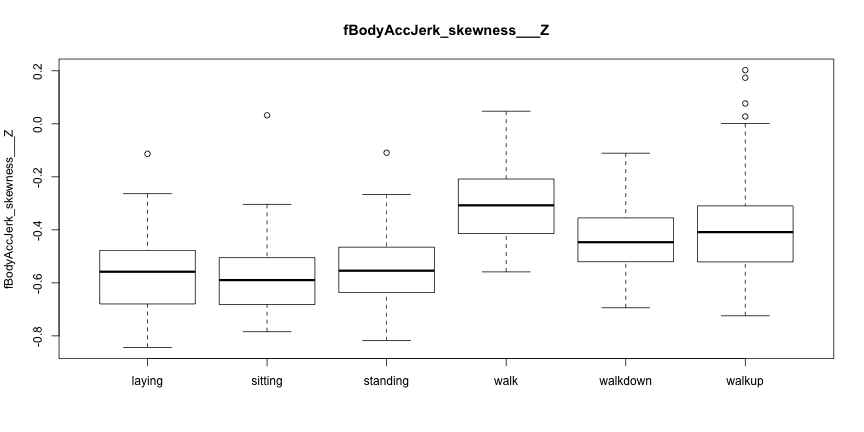 fBodyAccJerk_skewness___Z
fBodyAccJerk_skewness___Z
0.2
0.0
-0.2
-0.4
-0.6
-0.8
laying sitting standing walk walkdown walkup